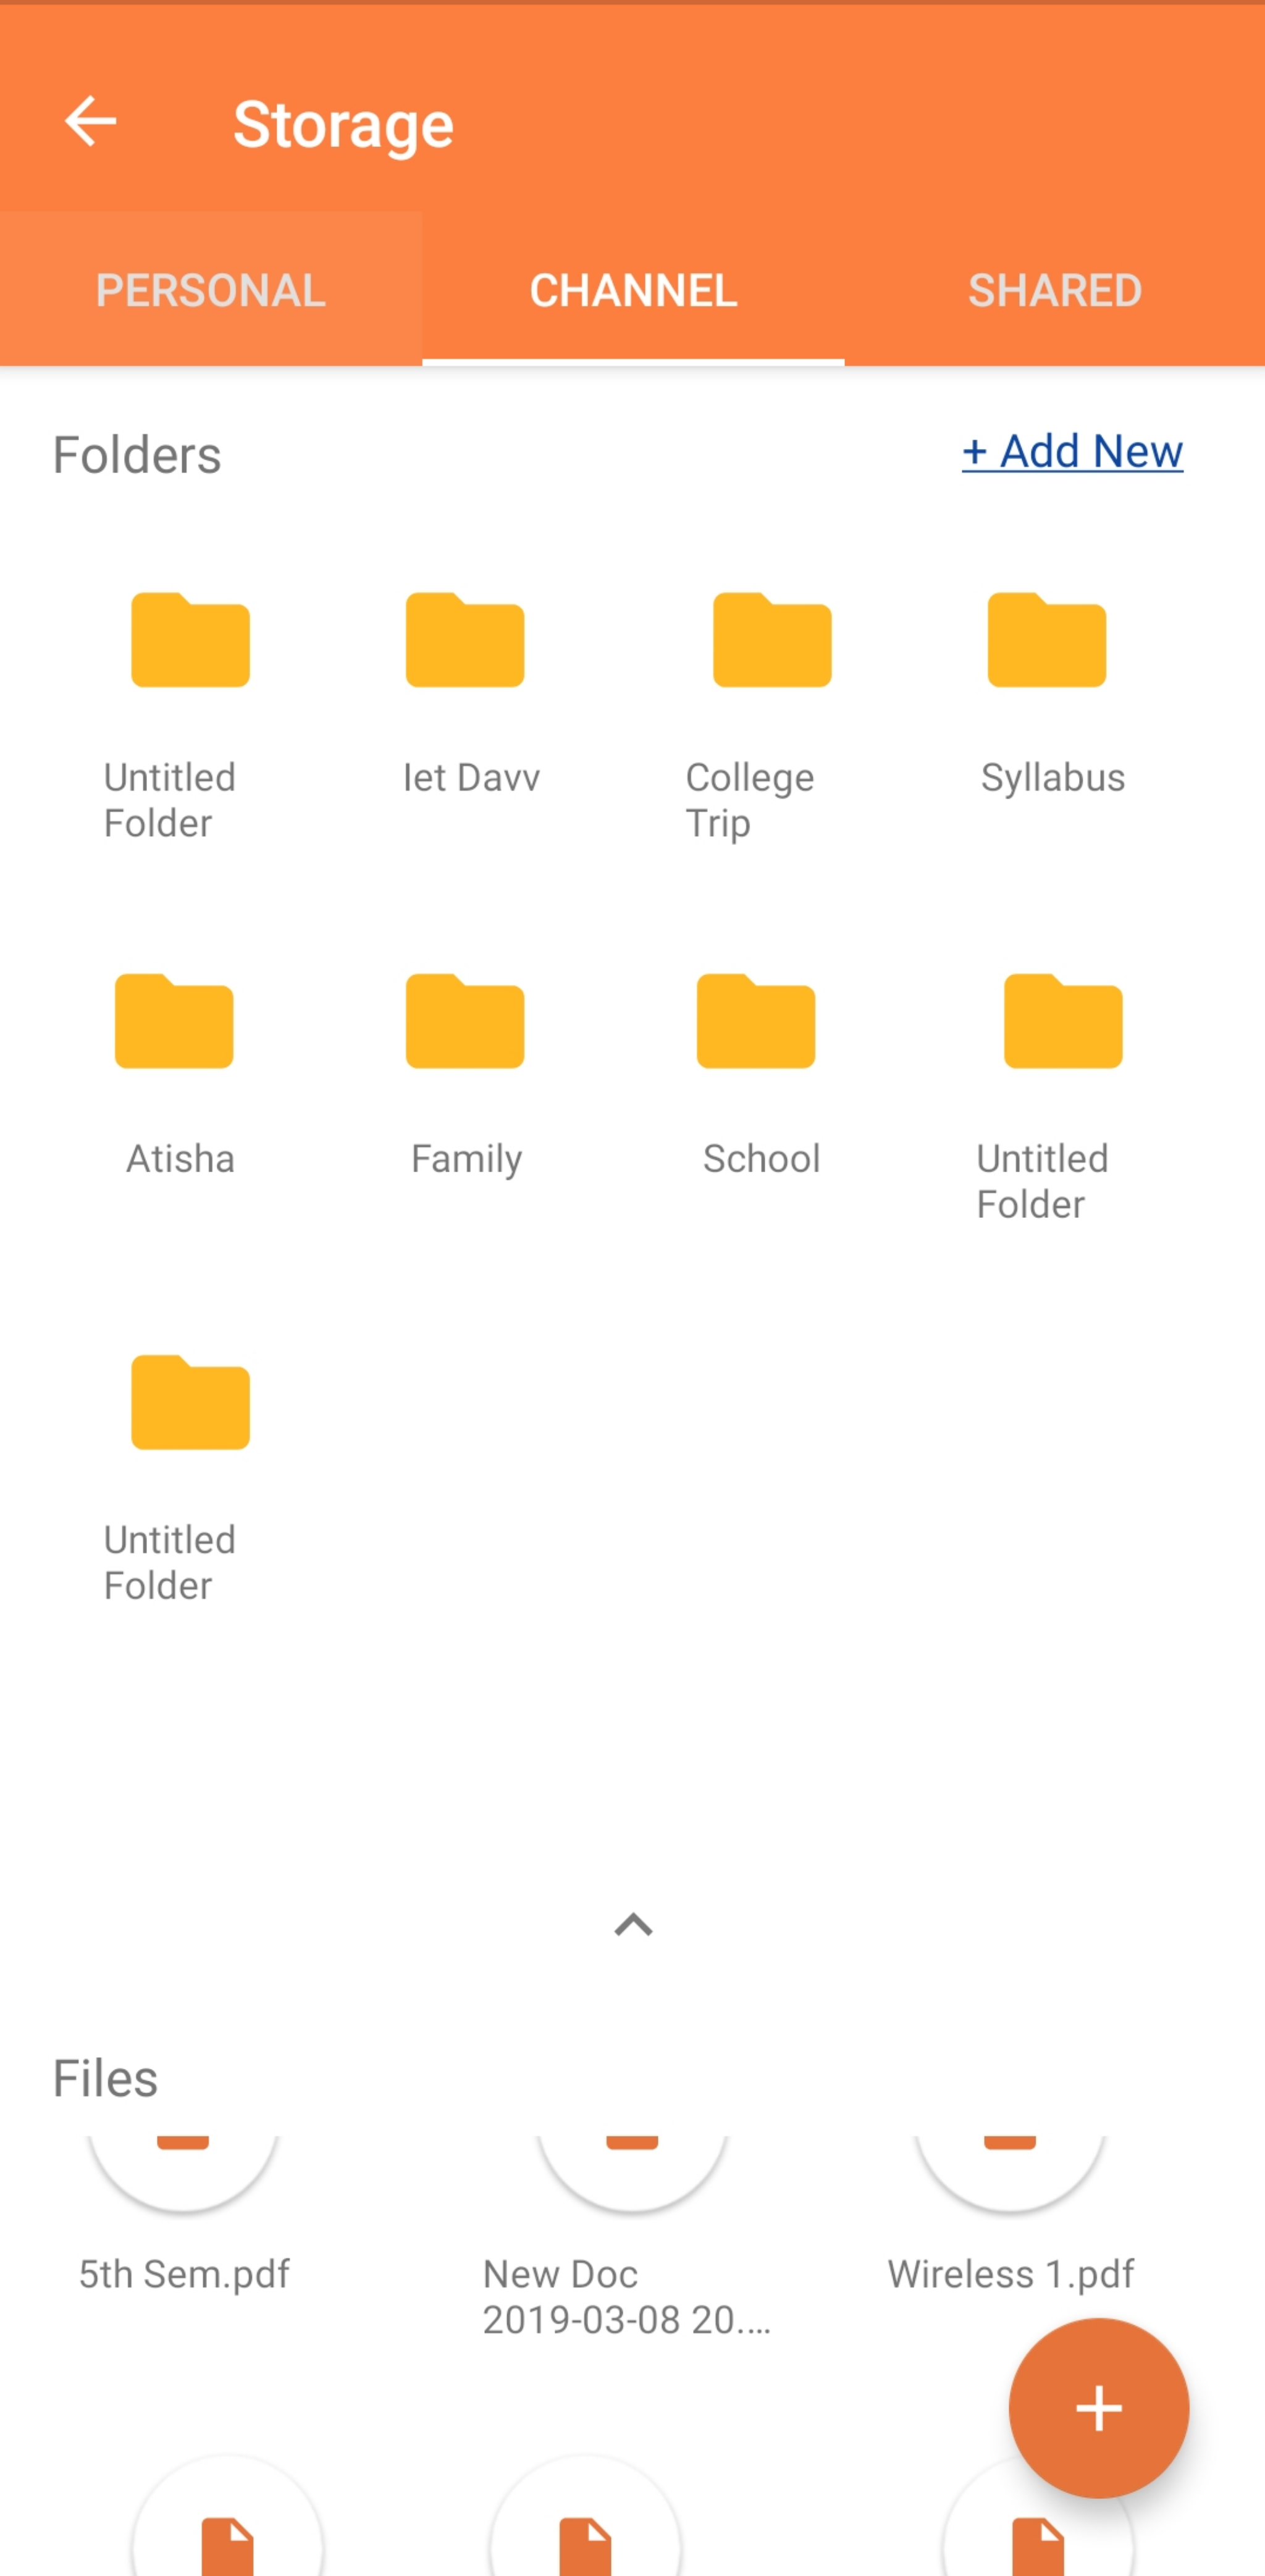 Storage
PERSONAL CHANNEL SHARED
Folders + Add New
Untitled
Folder
Iet Davv
College
Trip
Syllabus
Atisha
Family
School
Untitled
Folder
Untitled
Folder
Files
5th Sem.pdf
New Doc
2019-03-08 20....
Wireless 1.pdf